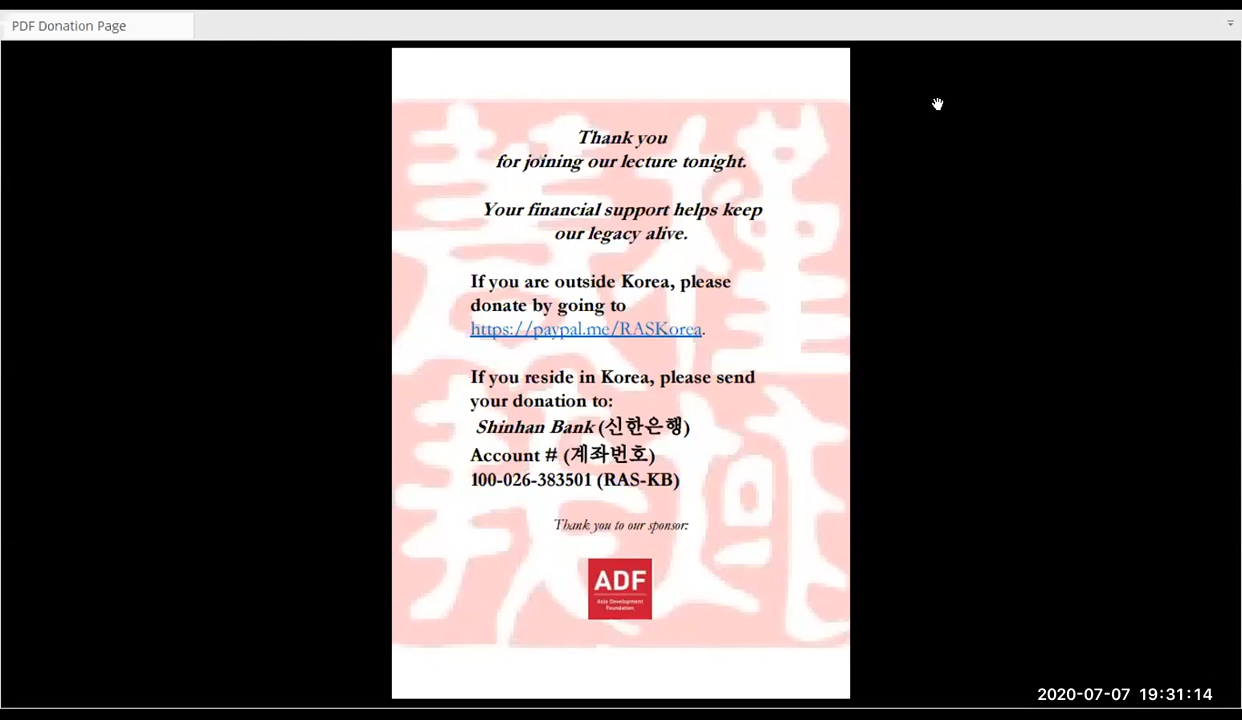 PDF Donation Page
Thank you
for joining our lecture tonight.
Your financial support helps keep
our legacy alive.
If you are outside Korea, please
donate by going to
https://paypal.me/RASKorea.
If you reside in Korea, please send
your donation to:
Shinhan Bank (신한은행)
Account # (계좌번호)
100-026-383501 (RAS-KB)
Thank you to our sponsor:
ADF
Asia Development
Foundation
2020-07-07 19:31:14